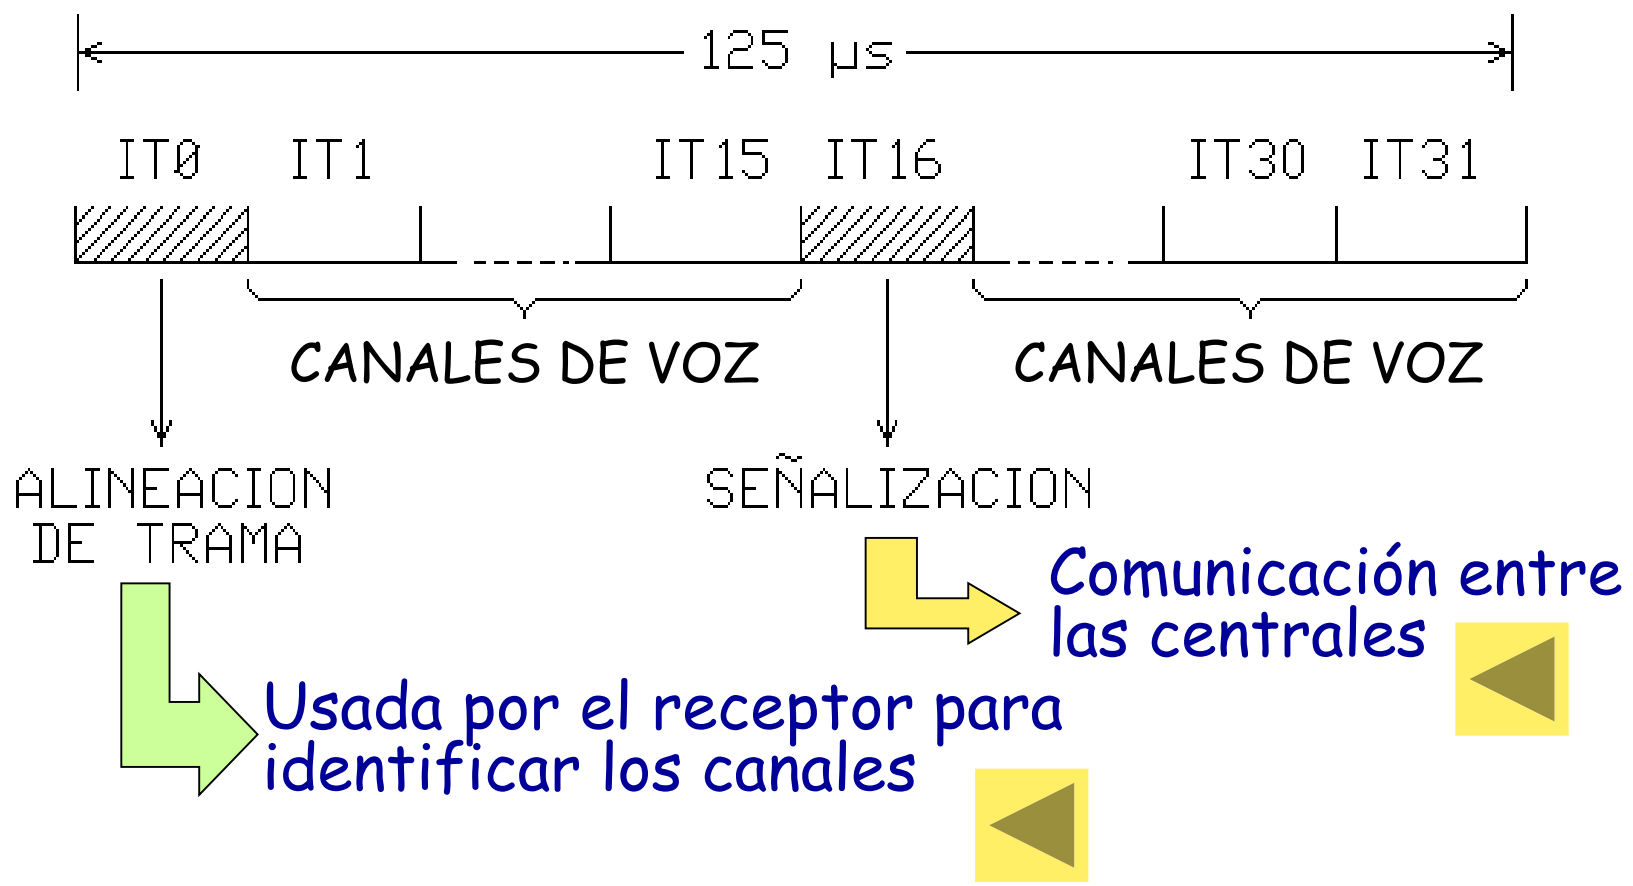 125 µs
IT0 IT1 IT15 IT16 IT30 IT31
CANALES DE VOZ CANALES DE VOZ
ALINEACION
DE TRAMA
SEÑALIZACION
Comunicación entre
las centrales
Usada por el receptor para
identificar los canales